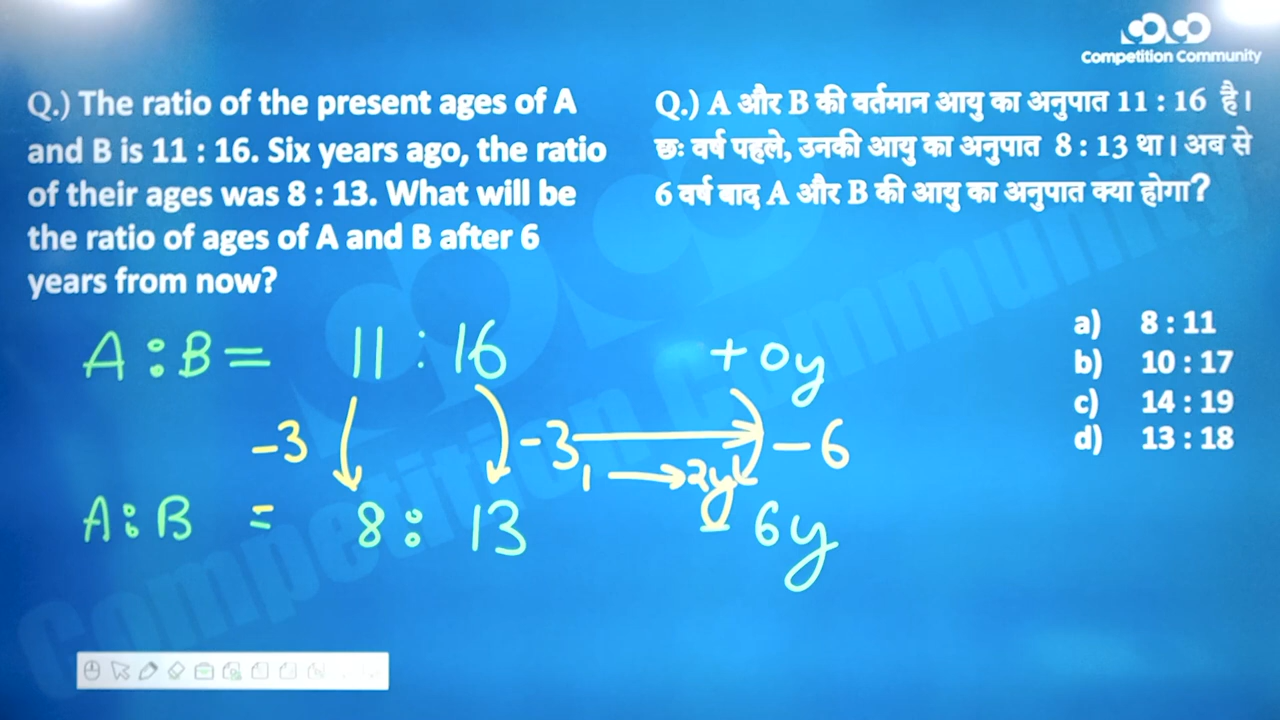 Competition Community
Q.) The ratio of the present ages of A
and B is 11 : 16. Six years ago, the ratio
of their ages was 8 : 13. What will be
the ratio of ages of A and B after 6
years from now?
Q.) A और B की वर्तमान आयु का अनुपात 11 : 16 है।
छः वर्ष पहले, उनकी आयु का अनुपात 8 : 13 था। अब से
6 वर्ष बाद A और B की आयु का अनुपात क्या होगा?
a) 8 : 11
b) 10 : 17
c) 14 : 19
d) 13 : 18
A : B = 11 : 16 + 0y
-3 -3 → - 6
1 → 2y
A : B = 8 : 13 - 6y
Competition Community